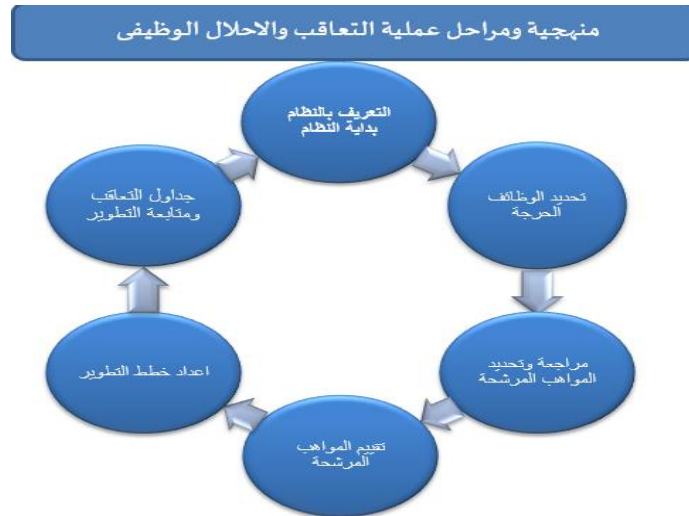 منهجية ومراحل عملية التعاقب والاحلال الوظيفى
التعريف بالنظام
بداية النظام
تحديد الوظائف
الحرجة
مراجعة وتحديد
المواهب المرشحة
تقييم المواهب
المرشحة
اعداد خطط التطوير
جداول التعاقب
ومتابعة التطوير